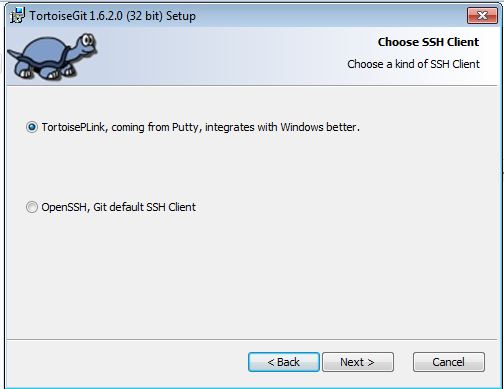 TortoiseGit 1.6.2.0 (32 bit) Setup
Choose SSH Client
Choose a kind of SSH Client
TortoisePLink, coming from Putty, integrates with Windows better.
OpenSSH, Git default SSH Client
< Back
Next >
Cancel